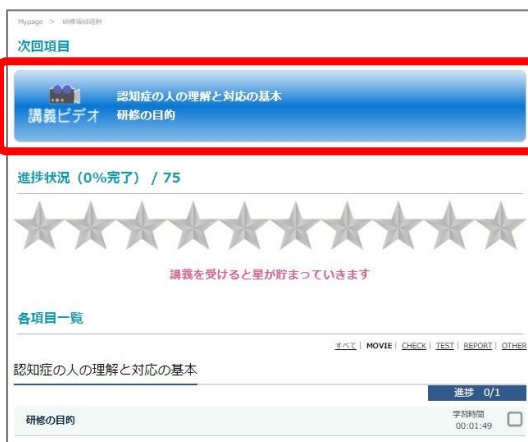 Mypage > 研修項目選択
次回項目
講義ビデオ
認知症の人の理解と対応の基本
研修の目的
進捗状況（0%完了）/ 75
講義を受けると星が貯まっていきます
各項目一覧
すべて | MOVIE | CHECK | TEST | REPORT | OTHER
認知症の人の理解と対応の基本
進捗 0/1
研修の目的
学習時間
00:01:49